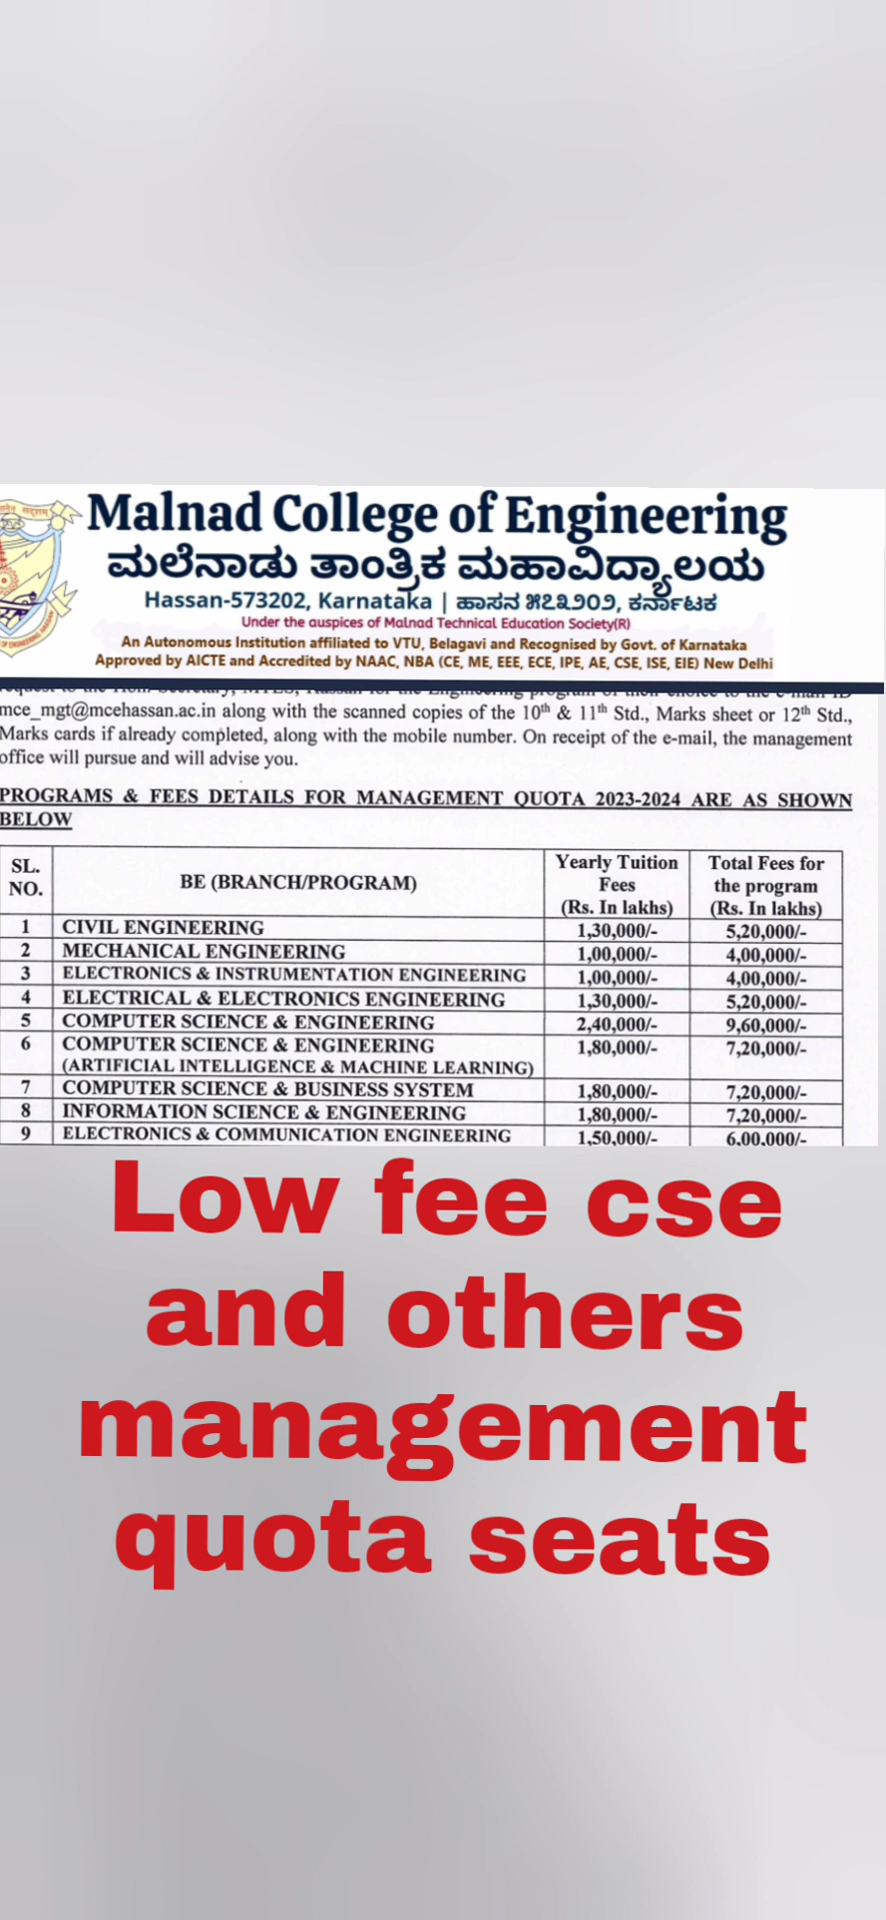 Malnad College of Engineering
ಮಲೆನಾಡು ತಾಂತ್ರಿಕ ಮಹಾವಿದ್ಯಾಲಯ
Hassan-573202, Karnataka | ಹಾಸನ ೫೭೩೨೦೨, ಕರ್ನಾಟಕ
Under the auspices of Malnad Technical Education Society(R)
An Autonomous Institution affiliated to VTU, Belagavi and Recognised by Govt. of Karnataka
Approved by AICTE and Accredited by NAAC, NBA (CE, ME, EEE, ECE, IPE, AE, CSE, ISE, EIE) New Delhi
mce_mgt@mcehassan.ac.in along with the scanned copies of the 10th & 11th Std., Marks sheet or 12th Std.,
Marks cards if already completed, along with the mobile number. On receipt of the e-mail, the management
office will pursue and will advise you.
PROGRAMS & FEES DETAILS FOR MANAGEMENT QUOTA 2023-2024 ARE AS SHOWN
BELOW
SL. NO. BE (BRANCH/PROGRAM) Yearly Tuition Fees (Rs. In lakhs) Total Fees for the program (Rs. In lakhs)
1 CIVIL ENGINEERING 1,30,000/- 5,20,000/-
2 MECHANICAL ENGINEERING 1,00,000/- 4,00,000/-
3 ELECTRONICS & INSTRUMENTATION ENGINEERING 1,00,000/- 4,00,000/-
4 ELECTRICAL & ELECTRONICS ENGINEERING 1,30,000/- 5,20,000/-
5 COMPUTER SCIENCE & ENGINEERING 2,40,000/- 9,60,000/-
6 COMPUTER SCIENCE & ENGINEERING 1,80,000/- 7,20,000/-
(ARTIFICIAL INTELLIGENCE & MACHINE LEARNING)
7 COMPUTER SCIENCE & BUSINESS SYSTEM 1,80,000/- 7,20,000/-
8 INFORMATION SCIENCE & ENGINEERING 1,80,000/- 7,20,000/-
9 ELECTRONICS & COMMUNICATION ENGINEERING 1,50,000/- 6,00,000/-
Low fee cse
and others
management
quota seats